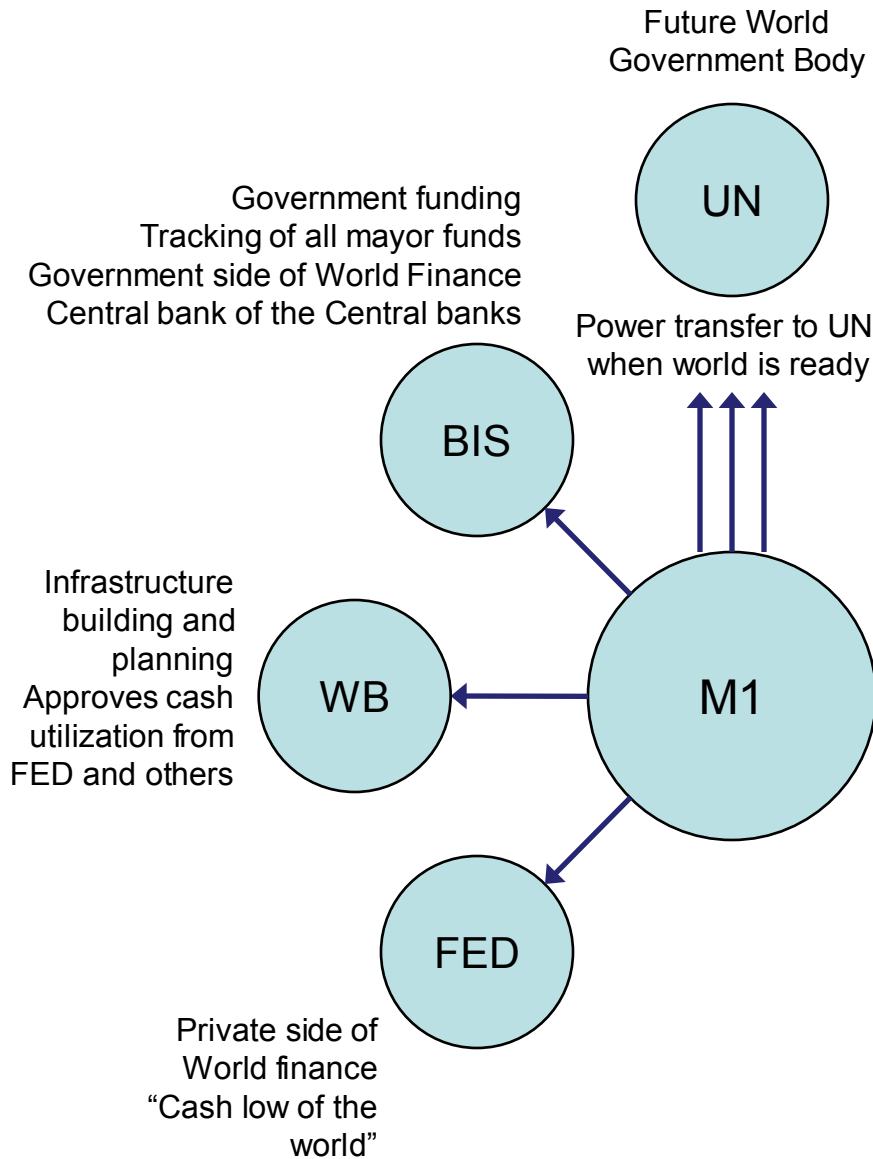 Future World
Government Body
UN
Government funding
Tracking of all mayor funds
Government side of World Finance
Central bank of the Central banks
Power transfer to UN
when world is ready
BIS
Infrastructure
building and
planning
Approves cash
utilization from
FED and others
WB
M1
FED
Private side of
World finance
“Cash low of the
world”